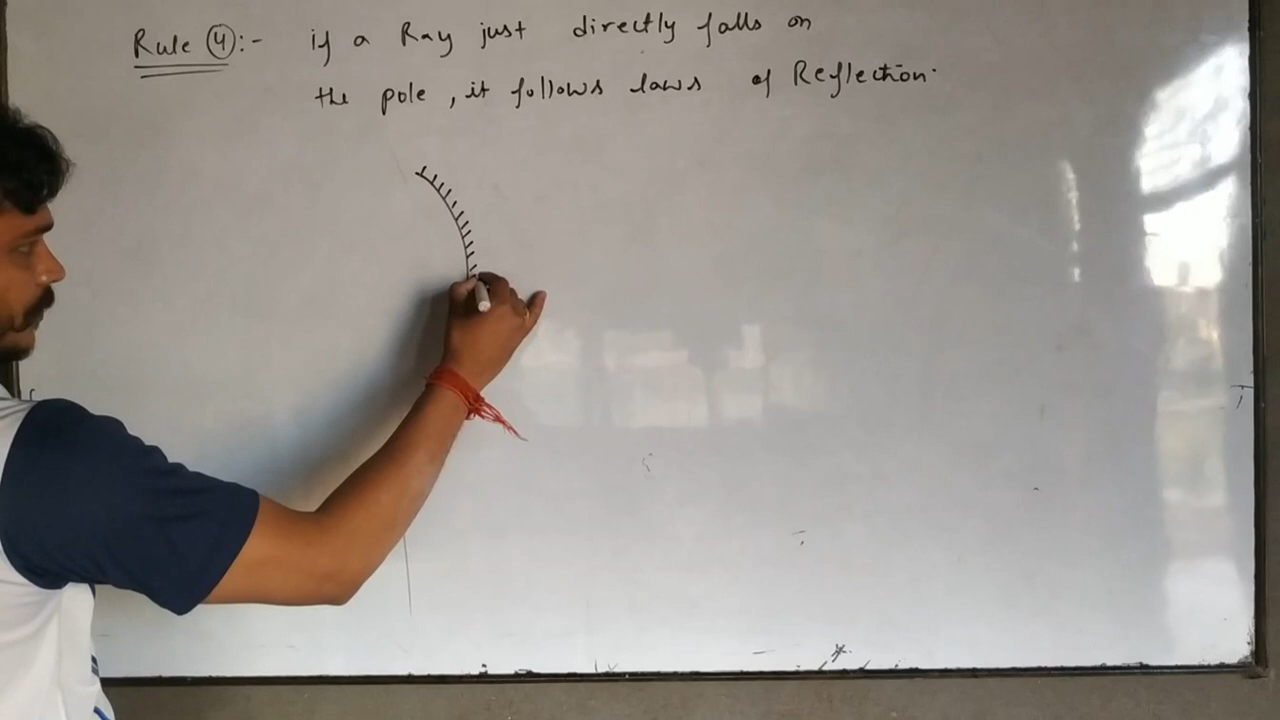 Rule 4:- if a Ray just directly falls on
the pole, it follows laws of Reflection.